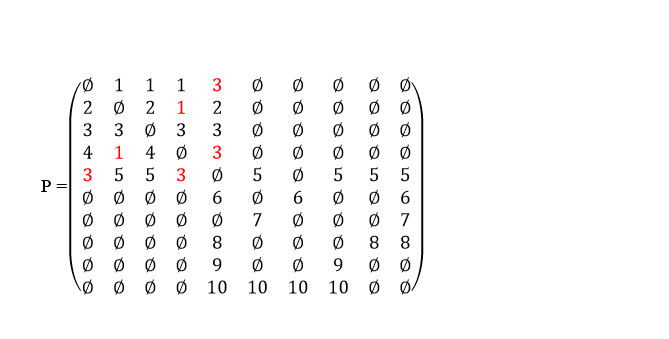 ∅ 1 1 1 3 ∅ ∅ ∅ ∅ ∅
2 ∅ 2 1 2 ∅ ∅ ∅ ∅ ∅
3 3 ∅ 3 3 ∅ ∅ ∅ ∅ ∅
4 1 4 ∅ 3 ∅ ∅ ∅ ∅ ∅
P = 3 5 5 3 ∅ 5 ∅ 5 5 5
∅ ∅ ∅ ∅ 6 ∅ 6 ∅ ∅ 6
∅ ∅ ∅ ∅ ∅ 7 ∅ ∅ ∅ 7
∅ ∅ ∅ ∅ 8 ∅ ∅ ∅ 8 8
∅ ∅ ∅ ∅ 9 ∅ ∅ 9 ∅ ∅
∅ ∅ ∅ ∅ 10 10 10 10 ∅ ∅